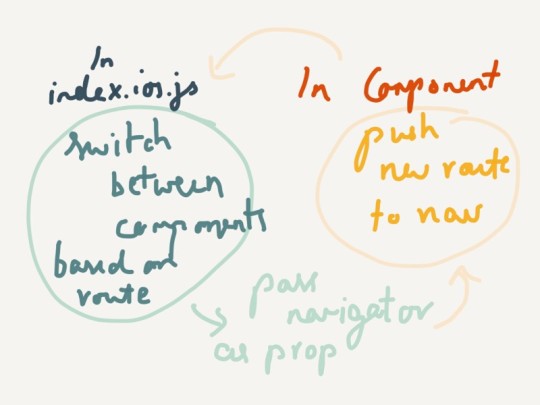 In
index.ios.js
switch
between
components
based on
route
In Component
push
new route
to nav
pass
navigator
as prop